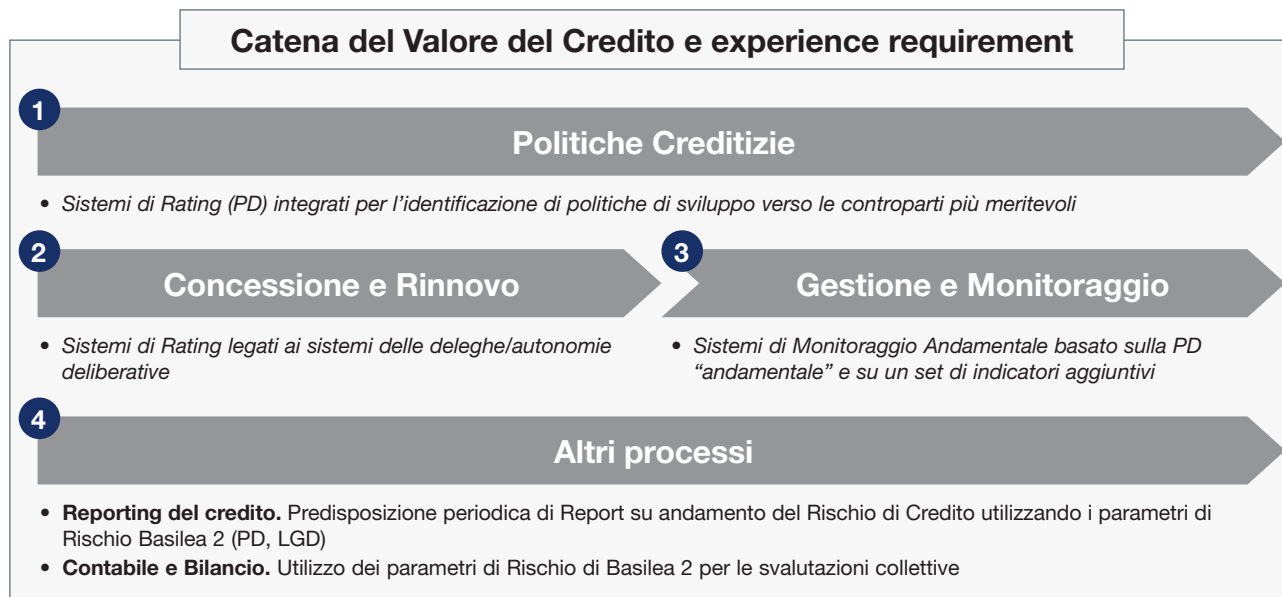 Catena del Valore del Credito e experience requirement
1
Politiche Creditizie
• Sistemi di Rating (PD) integrati per l'identificazione di politiche di sviluppo verso le controparti più meritevoli
2
Concessione e Rinnovo
• Sistemi di Rating legati ai sistemi delle deleghe/autonomie
deliberative
3
Gestione e Monitoraggio
• Sistemi di Monitoraggio Andamentale basato sulla PD
“andamentale” e su un set di indicatori aggiuntivi
4
Altri processi
• Reporting del credito. Predisposizione periodica di Report su andamento del Rischio di Credito utilizzando i parametri di
Rischio Basilea 2 (PD, LGD)
• Contabile e Bilancio. Utilizzo dei parametri di Rischio di Basilea 2 per le svalutazioni collettive